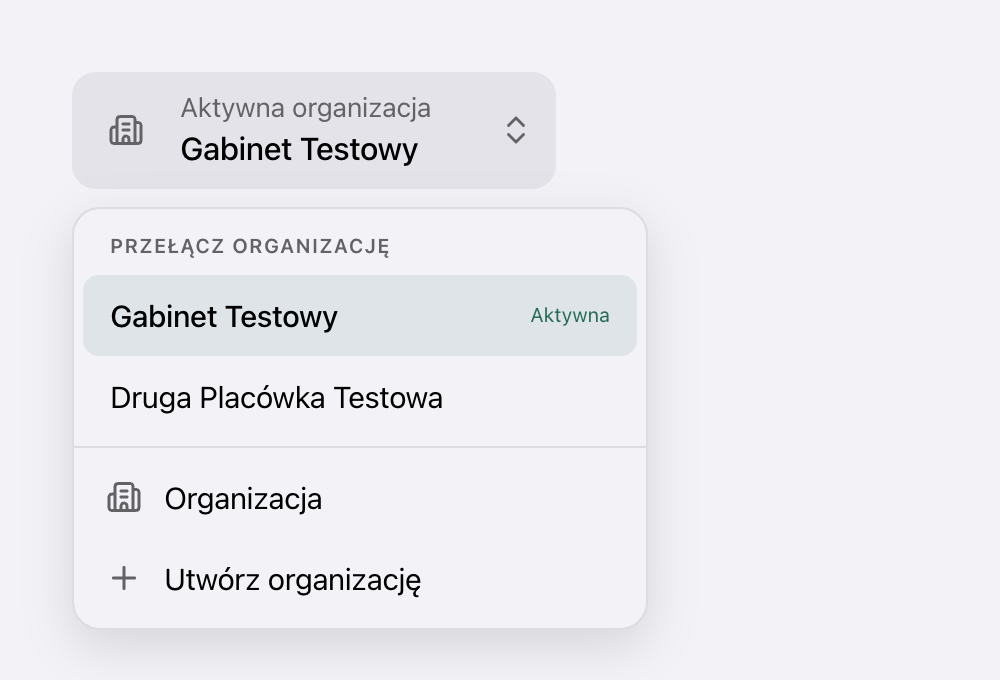 Aktywna organizacja
Gabinet Testowy
PRZEŁĄCZ ORGANIZACJĘ
Gabinet Testowy Aktywna
Druga Placówka Testowa
Organizacja
Utwórz organizację